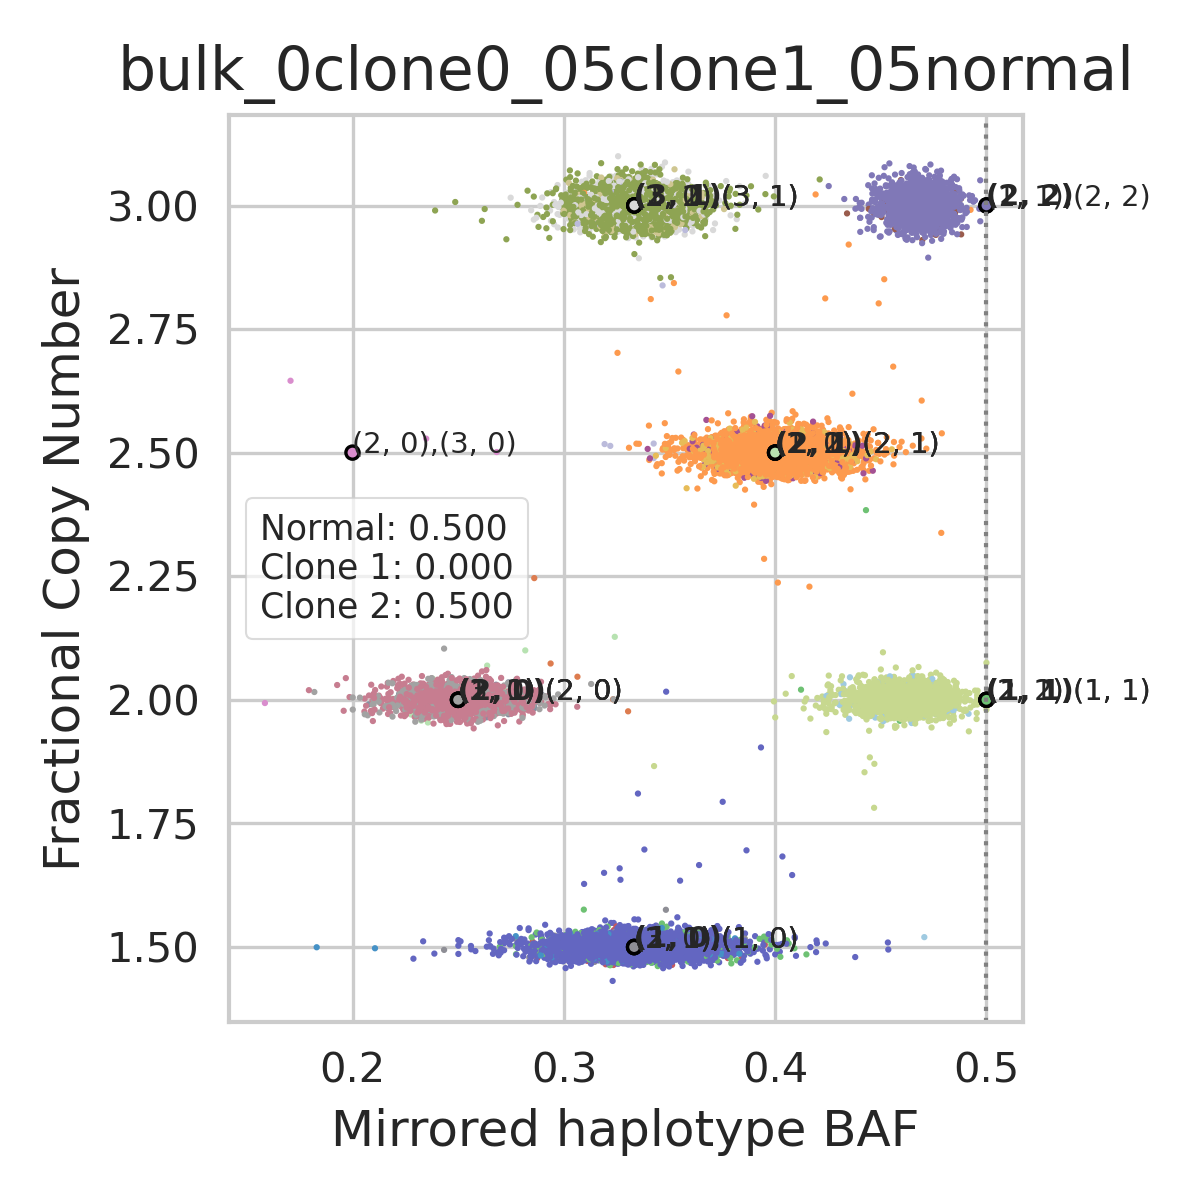 bulk_0clone0_05clone1_05normal
Fractional Copy Number
3.00
2.75
2.50
2.25
2.00
1.75
1.50
(3, 1)
(2, 2)
(2, 0),(3, 0)
(2, 1)
Normal: 0.500
Clone 1: 0.000
Clone 2: 0.500
(2, 0)
(1, 1)
(1, 0)
0.2
0.3
0.4
0.5
Mirrored haplotype BAF